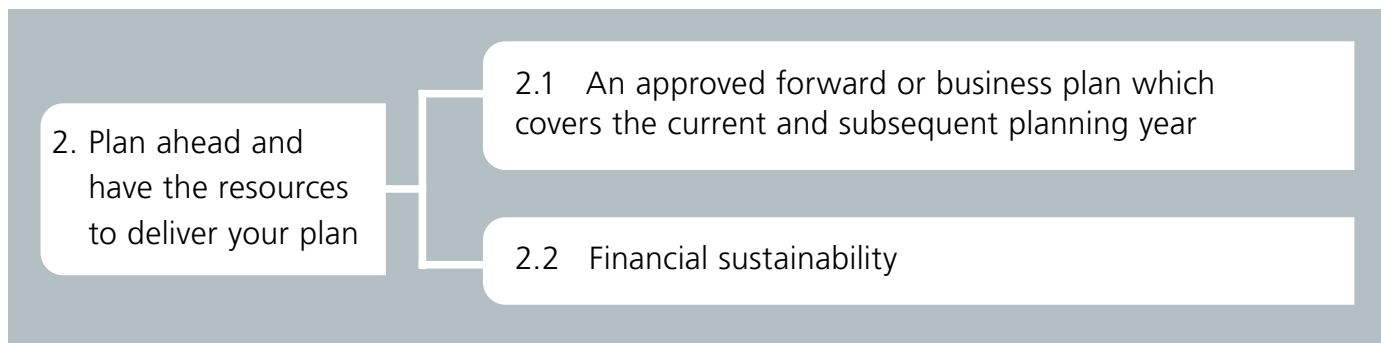 2. Plan ahead and
have the resources
to deliver your plan
2.1 An approved forward or business plan which
covers the current and subsequent planning year
2.2 Financial sustainability